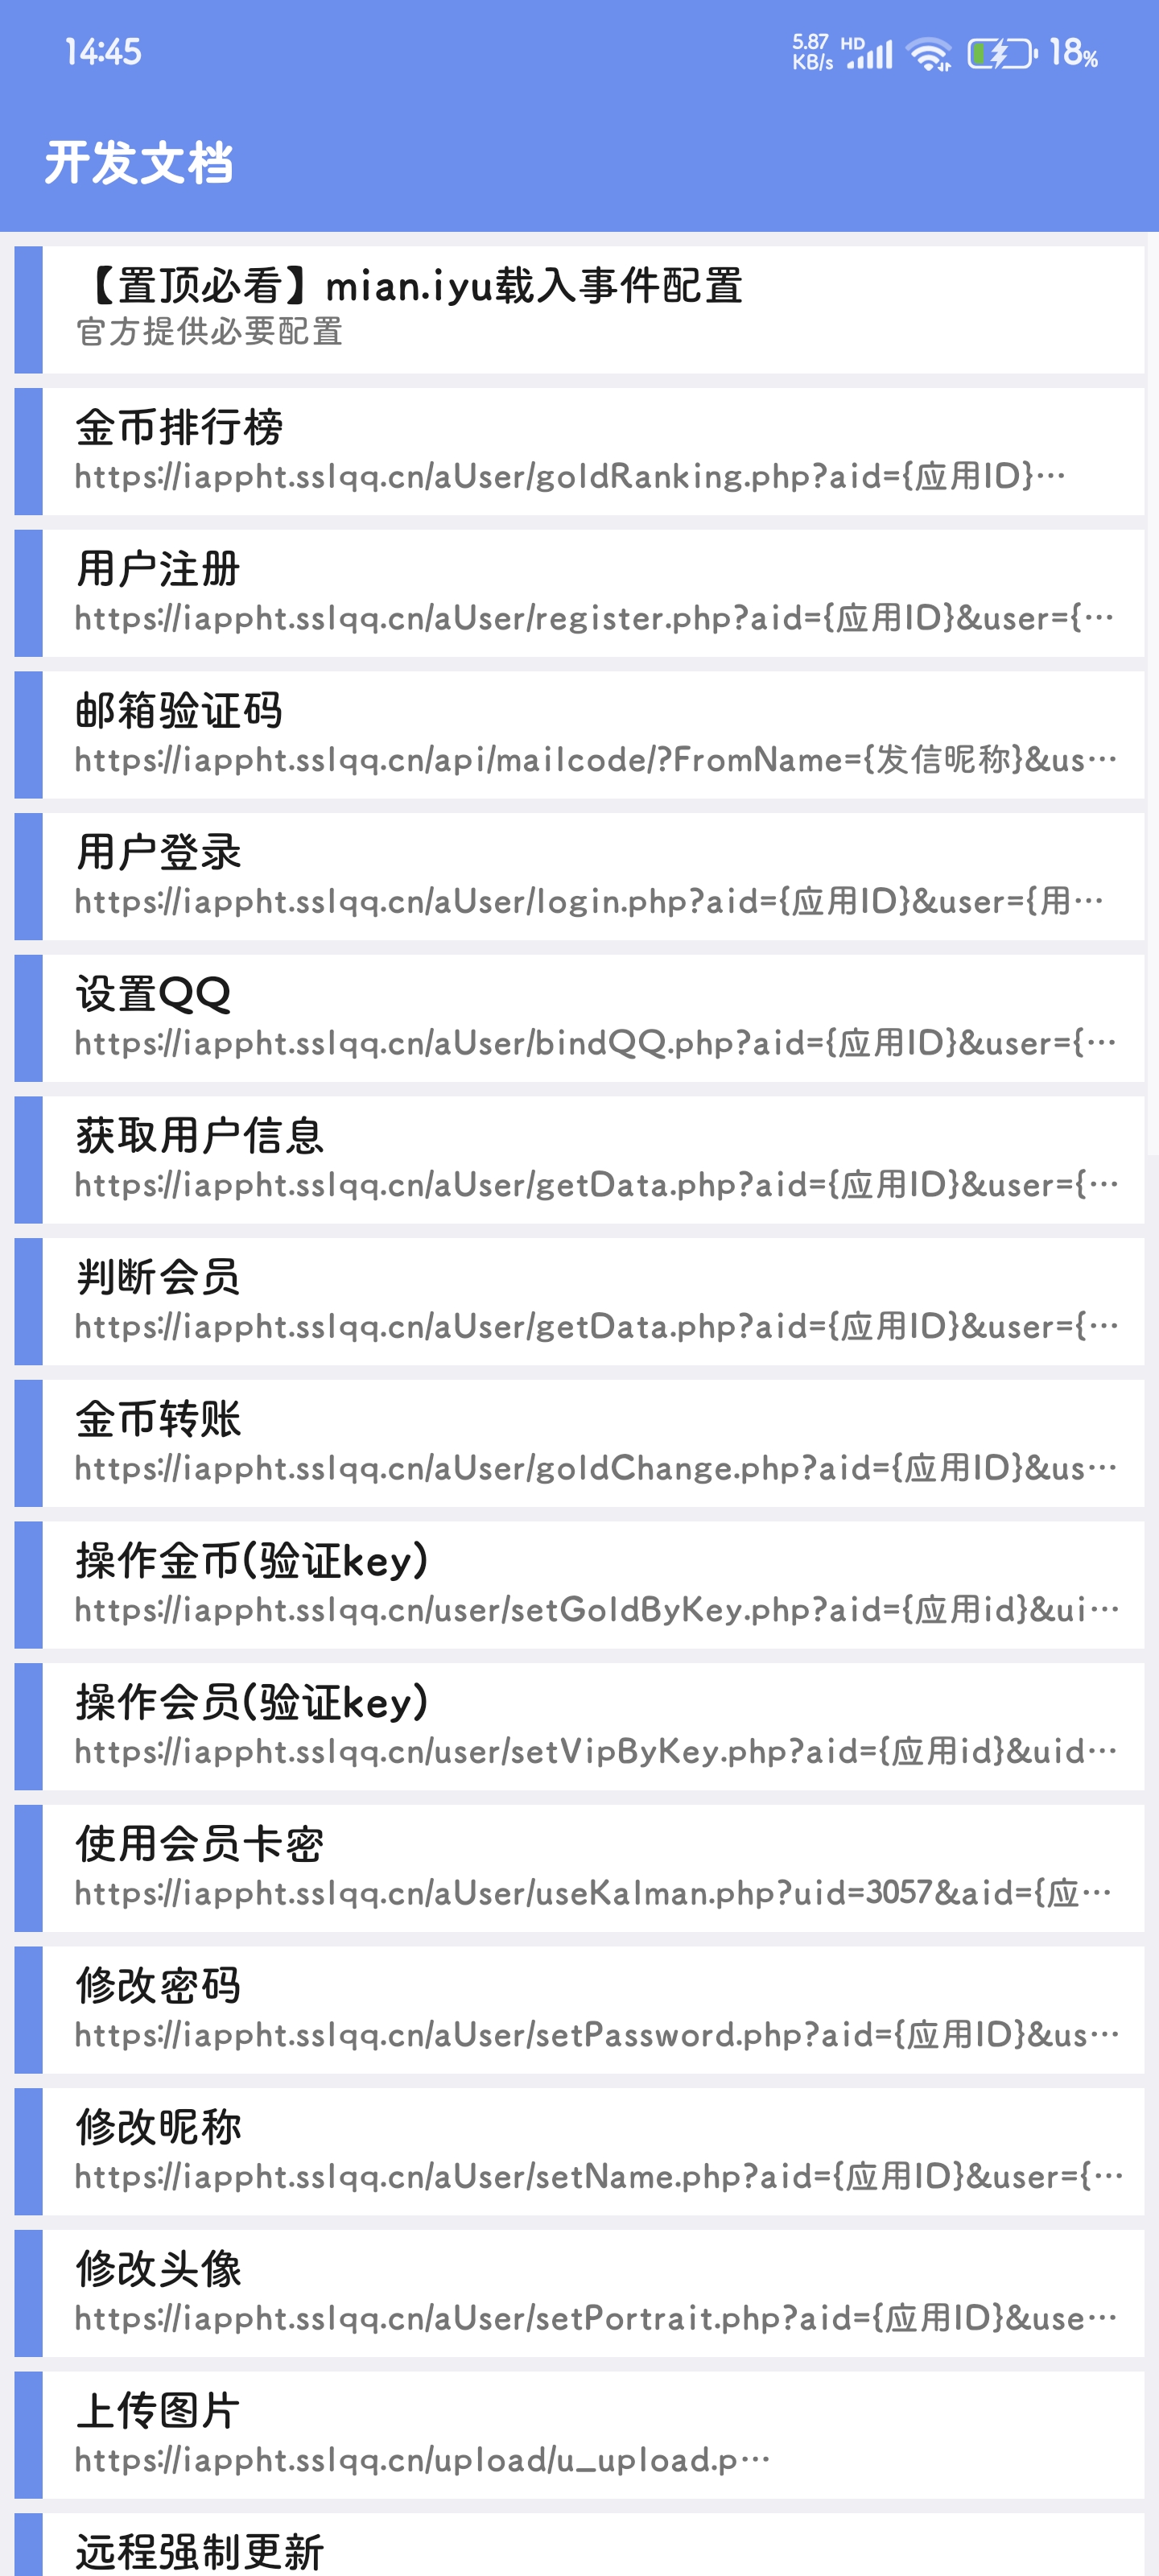 14:45
5.87 KB/s HD 18%
开发文档
【置顶必看】mian.iyu载入事件配置
官方提供必要配置
金币排行榜
https://iappht.sslqq.cn/aUser/goldRanking.php?aid={应用ID}…
用户注册
https://iappht.sslqq.cn/aUser/register.php?aid={应用ID}&user={…
邮箱验证码
https://iappht.sslqq.cn/api/mailcode/?FromName={发信昵称}&us…
用户登录
https://iappht.sslqq.cn/aUser/login.php?aid={应用ID}&user={用…
设置QQ
https://iappht.sslqq.cn/aUser/bindQQ.php?aid={应用ID}&user={…
获取用户信息
https://iappht.sslqq.cn/aUser/getData.php?aid={应用ID}&user={…
判断会员
https://iappht.sslqq.cn/aUser/getData.php?aid={应用ID}&user={…
金币转账
https://iappht.sslqq.cn/aUser/goldChange.php?aid={应用ID}&us…
操作金币(验证key)
https://iappht.sslqq.cn/user/setGoldByKey.php?aid={应用id}&ui…
操作会员(验证key)
https://iappht.sslqq.cn/user/setVipByKey.php?aid={应用id}&uid…
使用会员卡密
https://iappht.sslqq.cn/aUser/useKalman.php?uid=3057&aid={应…
修改密码
https://iappht.sslqq.cn/aUser/setPassword.php?aid={应用ID}&us…
修改昵称
https://iappht.sslqq.cn/aUser/setName.php?aid={应用ID}&user={…
修改头像
https://iappht.sslqq.cn/aUser/setPortrait.php?aid={应用ID}&use…
上传图片
https://iappht.sslqq.cn/upload/u_upload.p…
远程强制更新